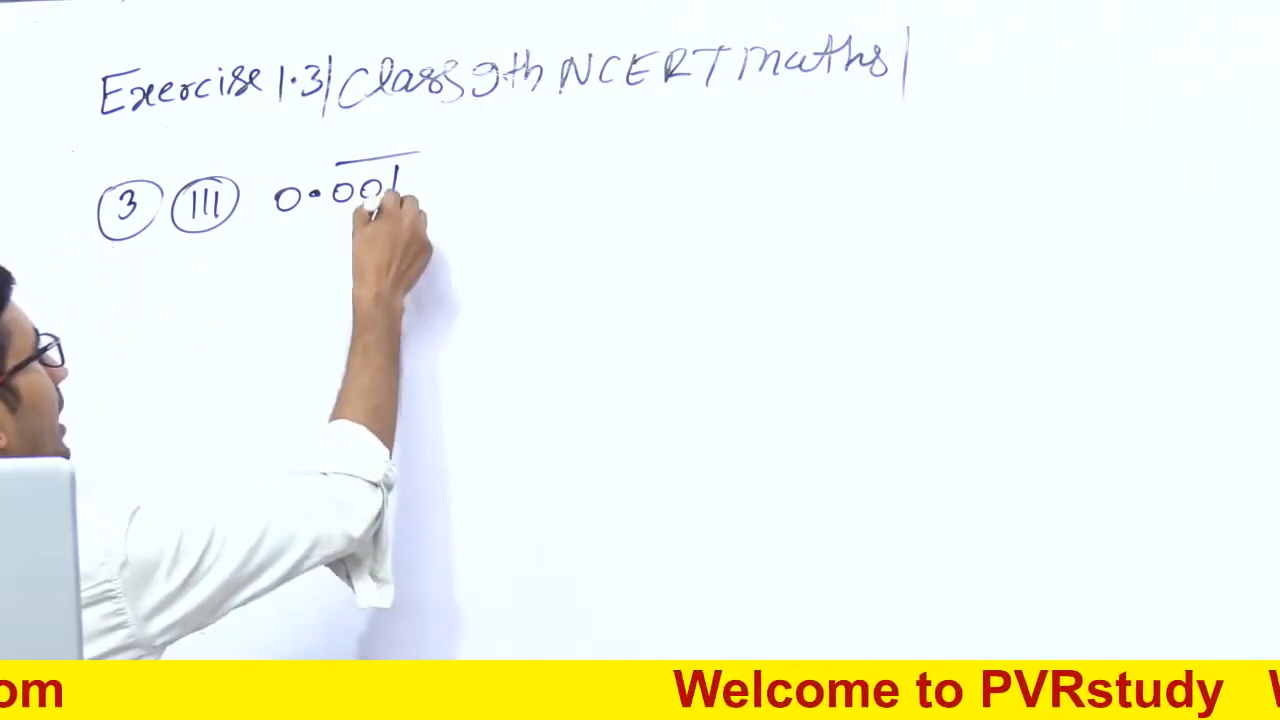 Exercise 1.3| Class 9th NCERT maths |
3 III 0.001
om Welcome to PVRstudy W